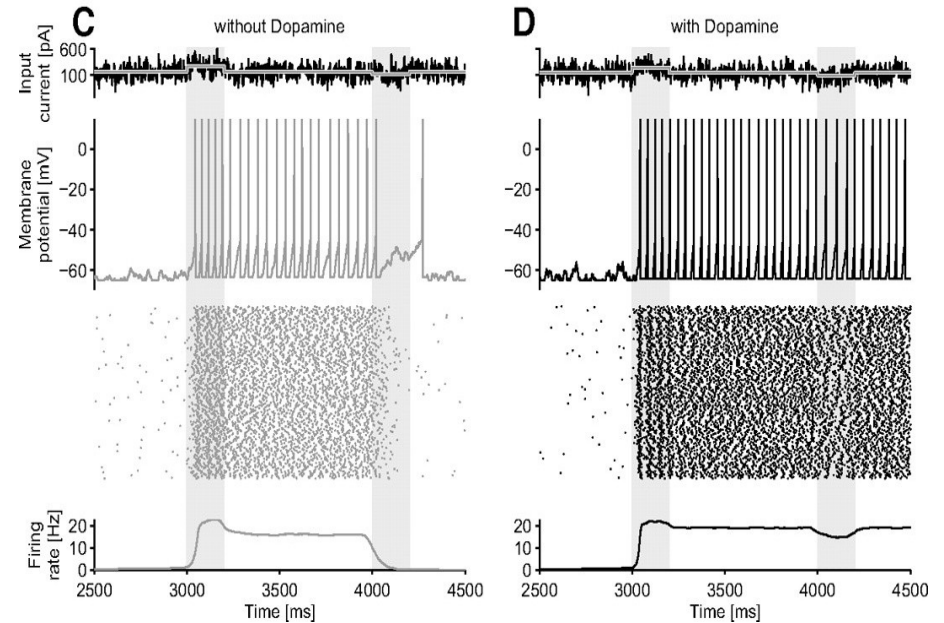 C
without Dopamine
D
with Dopamine
Input
current [pA]
600
100
Membrane
potential [mV]
0
−20
−40
−60
0
−20
−40
−60
Firing
rate [Hz]
20
10
0
20
10
0
2500 3000 3500 4000 4500
2500 3000 3500 4000 4500
Time [ms]
Time [ms]